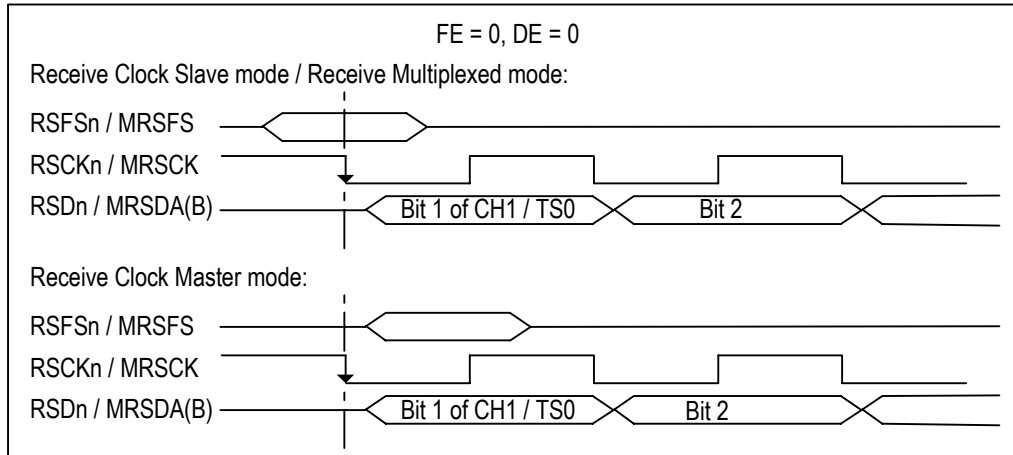 FE = 0, DE = 0
Receive Clock Slave mode / Receive Multiplexed mode:
RSFSn / MRSFS
RSCKn / MRSCK
RSDn / MRSDA(B)
Bit 1 of CH1 / TS0
Bit 2
Receive Clock Master mode:
RSFSn / MRSFS
RSCKn / MRSCK
RSDn / MRSDA(B)
Bit 1 of CH1 / TS0
Bit 2